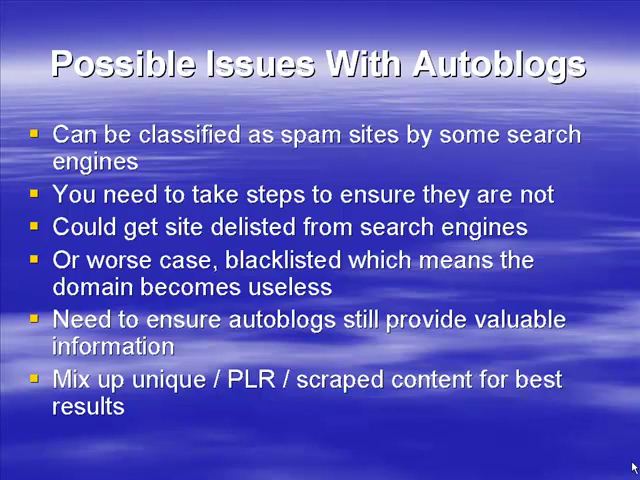 Possible Issues With Autoblogs
Can be classified as spam sites by some search
engines
You need to take steps to ensure they are not
Could get site delisted from search engines
Or worse case, blacklisted which means the
domain becomes useless
Need to ensure autoblogs still provide valuable
information
Mix up unique / PLR / scraped content for best
results